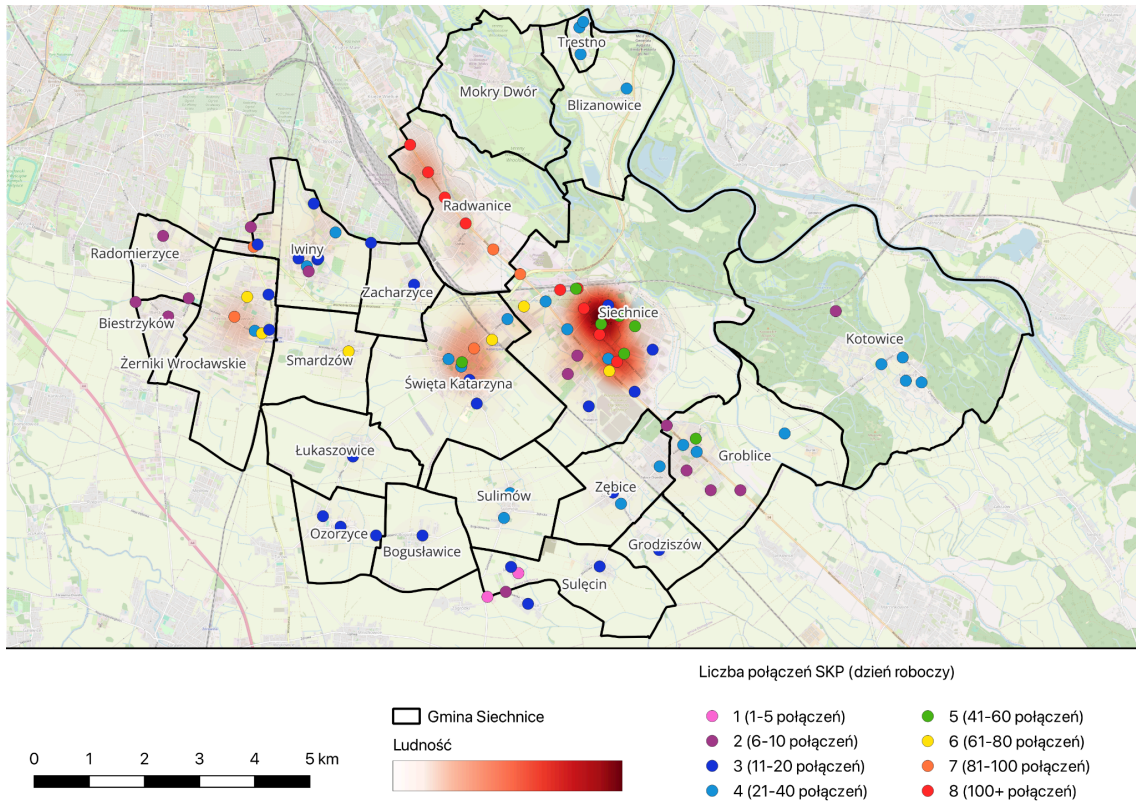 Trestno
Mokry Dwór
Blizanowice
Radwanice
Radomierzyce
Iwiny
Zacharzyce
Siechnice
Biestrzyków
Kotowice
Żerniki Wrocławskie
Smardzów
Święta Katarzyna
Łukaszowice
Groblice
Sulimów
Zębice
Ozorzyce
Bogusławice
Grodziszów
Sulęcin
Liczba połączeń SKP (dzień roboczy)
Gmina Siechnice
Ludność
0 1 2 3 4 5 km
1 (1-5 połączeń)
2 (6-10 połączeń)
3 (11-20 połączeń)
4 (21-40 połączeń)
5 (41-60 połączeń)
6 (61-80 połączeń)
7 (81-100 połączeń)
8 (100+ połączeń)